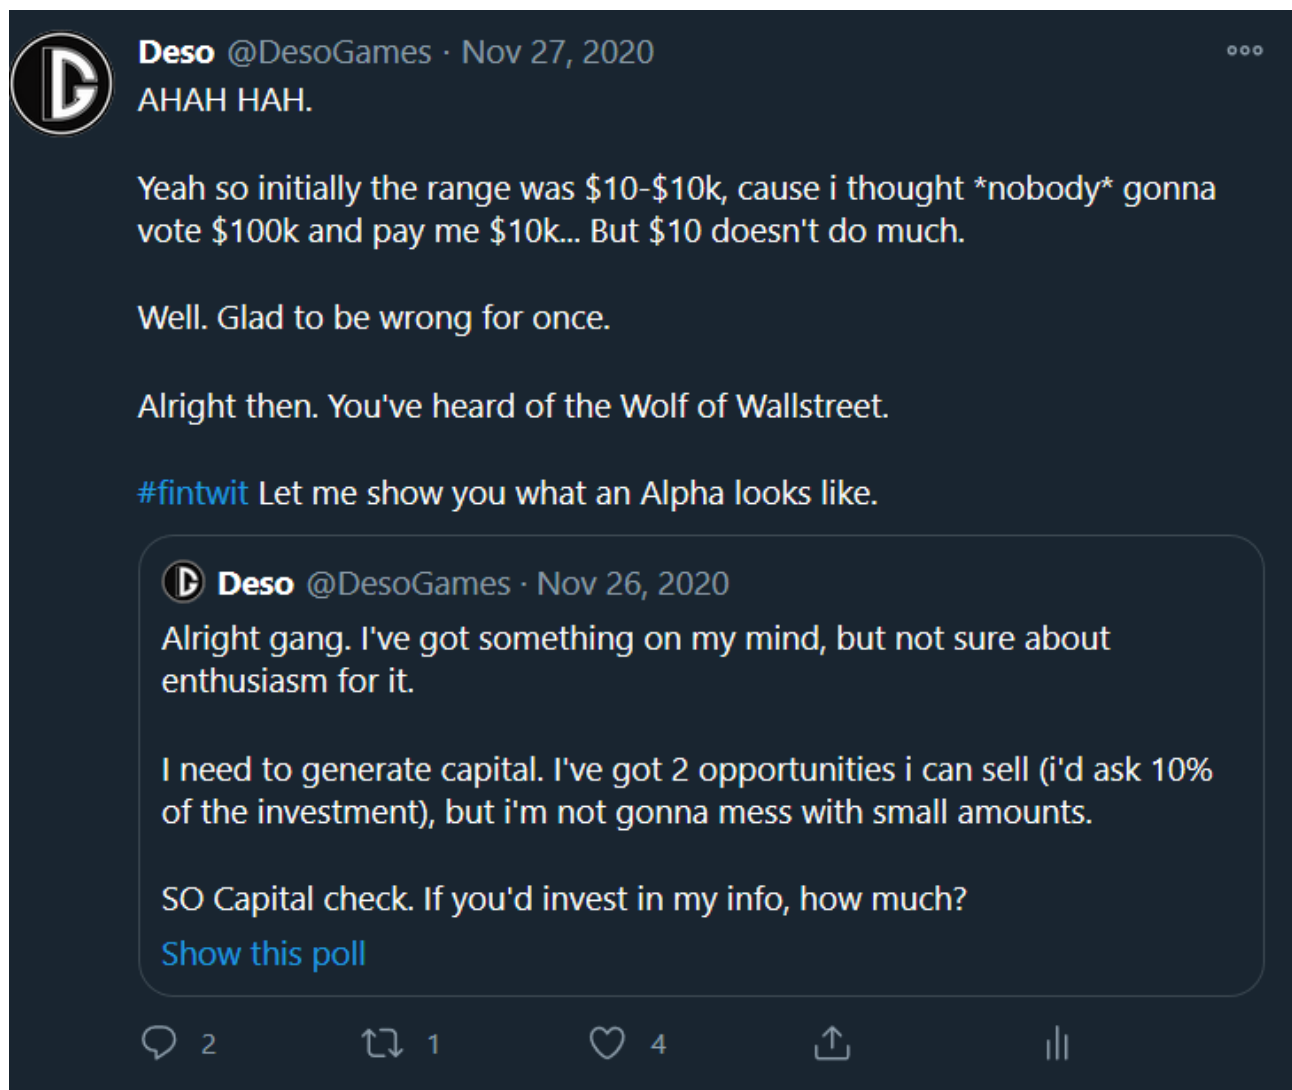 Deso @DesoGames · Nov 27, 2020
AHAH HAH.
Yeah so initially the range was $10-$10k, cause i thought *nobody* gonna
vote $100k and pay me $10k... But $10 doesn't do much.
Well. Glad to be wrong for once.
Alright then. You've heard of the Wolf of Wallstreet.
#fintwit Let me show you what an Alpha looks like.
Deso @DesoGames · Nov 26, 2020
Alright gang. I've got something on my mind, but not sure about
enthusiasm for it.
I need to generate capital. I've got 2 opportunities i can sell (i'd ask 10%
of the investment), but i'm not gonna mess with small amounts.
SO Capital check. If you'd invest in my info, how much?
Show this poll
2 1 4